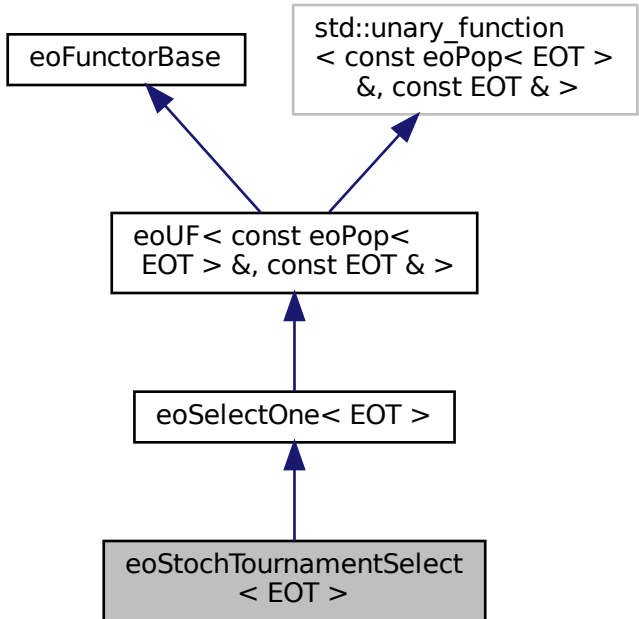 eoFunctorBase
std::unary_function
< const eoPop< EOT >
&, const EOT & >
eoUF< const eoPop<
EOT > &, const EOT & >
eoSelectOne< EOT >
eoStochTournamentSelect
< EOT >